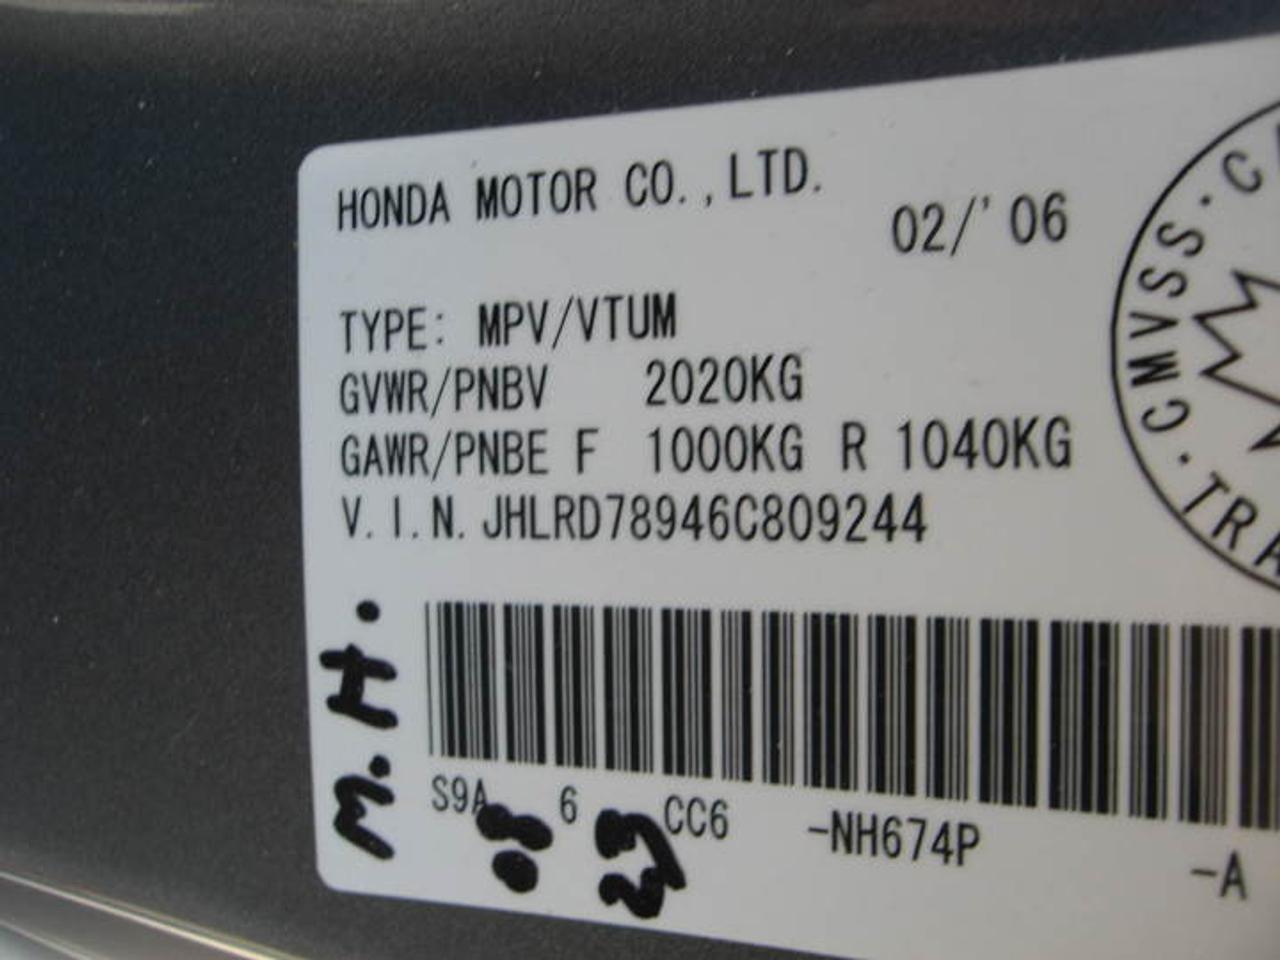 HONDA MOTOR CO.,LTD.
02/'06
TYPE: MPV/VTUM
GVWR/PNBV 2020KG
GAWR/PNBE F 1000KG R 1040KG
V.I.N. JHLRD78946C809244
CMVSS
M.H.
S9A 6 CC6 -NH674P -A